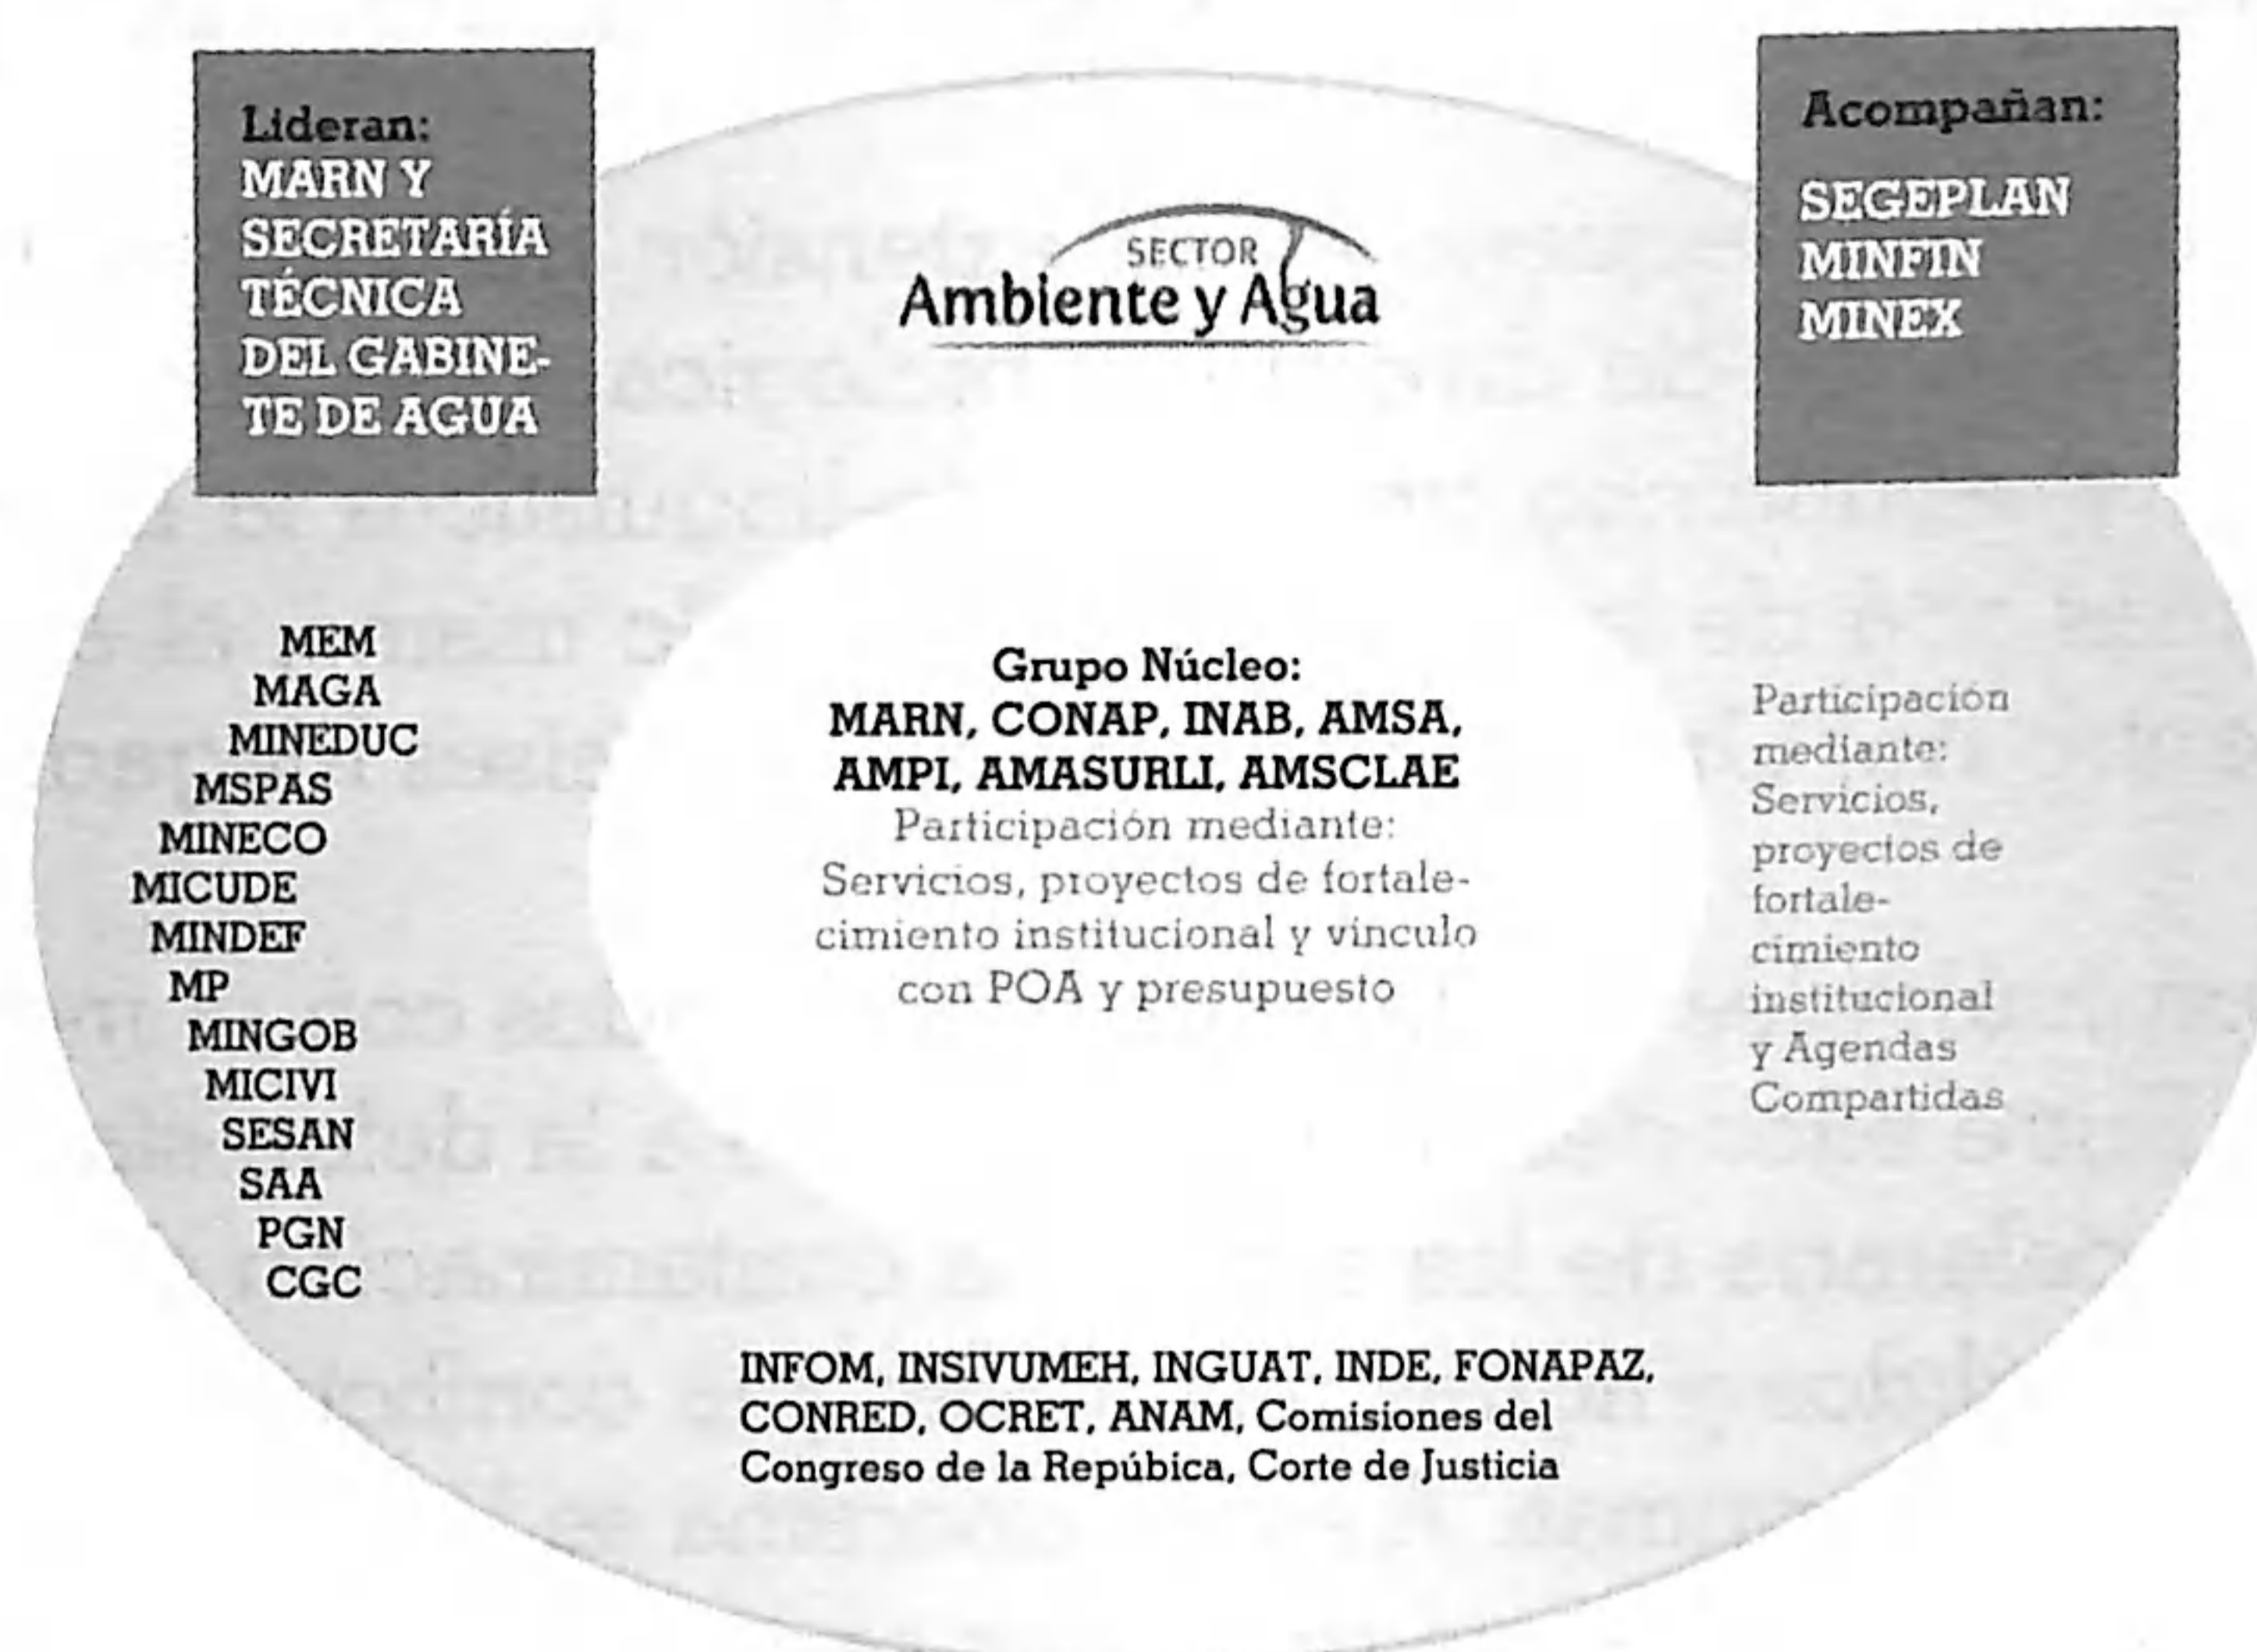 Lideran:
MARN Y
SECRETARÍA
TÉCNICA
DEL GABINE-
TE DE AGUA
SECTOR
Ambiente y Agua
Acompañan:
SEGEPLAN
MINFIN
MINEX
MEM
MAGA
MINEDUC
MSPAS
MINECO
MICUDE
MINDEF
MP
MINGOB
MICIVI
SESAN
SAA
PGN
CGC
Grupo Núcleo:
MARN, CONAP, INAB, AMSA,
AMPI, AMASURLI, AMSCLAE
Participación mediante:
Servicios, proyectos de fortale-
cimiento institucional y vinculo
con POA y presupuesto
Participación
mediante:
Servicios,
proyectos de
fortale-
cimiento
institucional
y Agendas
Compartidas
INFOM, INSIVUMEH, INGUAT, INDE, FONAPAZ,
CONRED, OCRET, ANAM, Comisiones del
Congreso de la Repúbica, Corte de Justicia